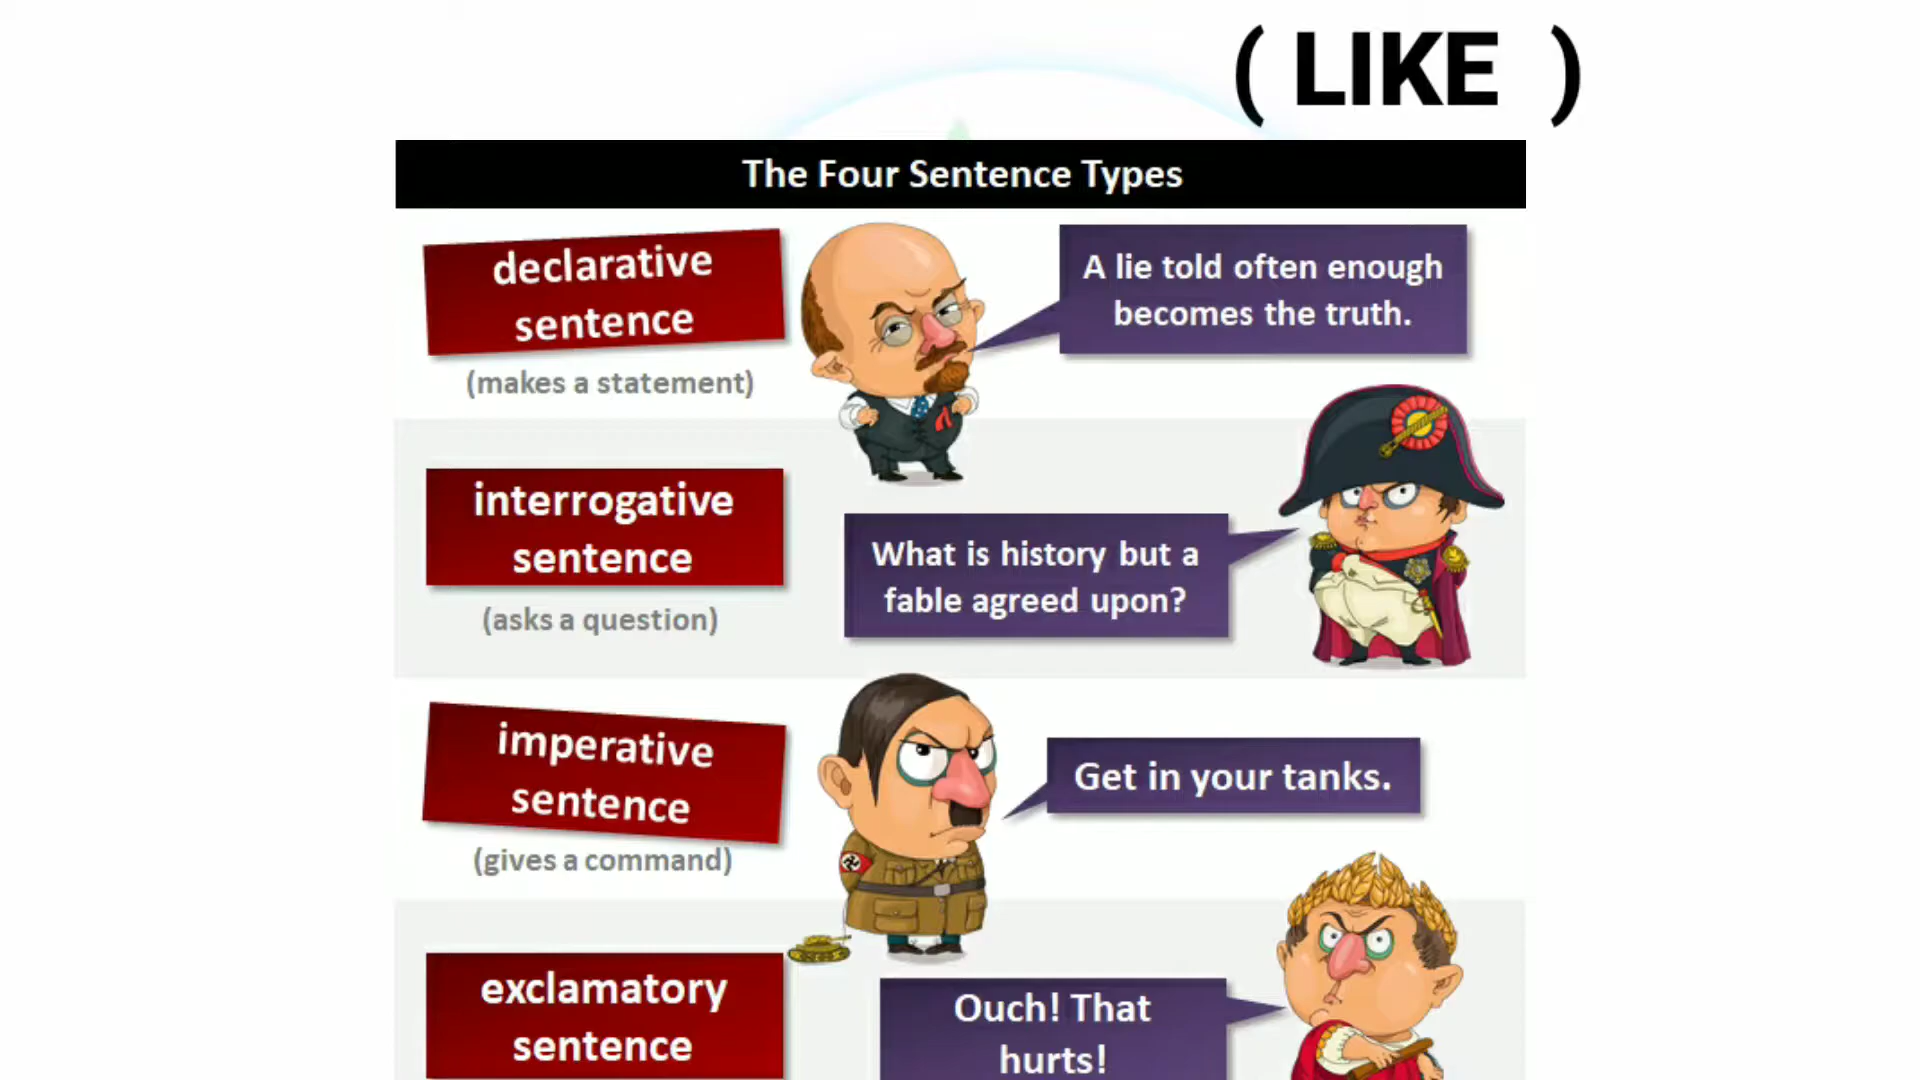 ( LIKE )
The Four Sentence Types
declarative
sentence
(makes a statement)
A lie told often enough
becomes the truth.
interrogative
sentence
(asks a question)
What is history but a
fable agreed upon?
imperative
sentence
(gives a command)
Get in your tanks.
exclamatory
sentence
Ouch! That
hurts!